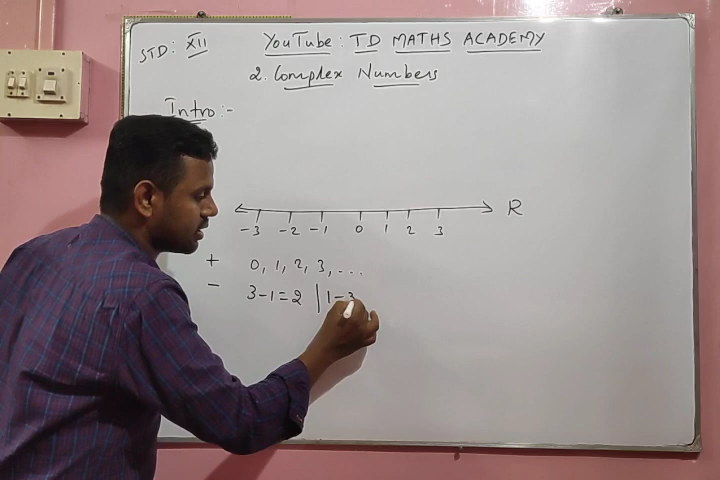 STD: XII YouTube: TD MATHS ACADEMY
2. Complex Numbers
Intro:-
-3 -2 -1 0 1 2 3 R
+ 0, 1, 2, 3, ...
- 3-1=2 | 1-3